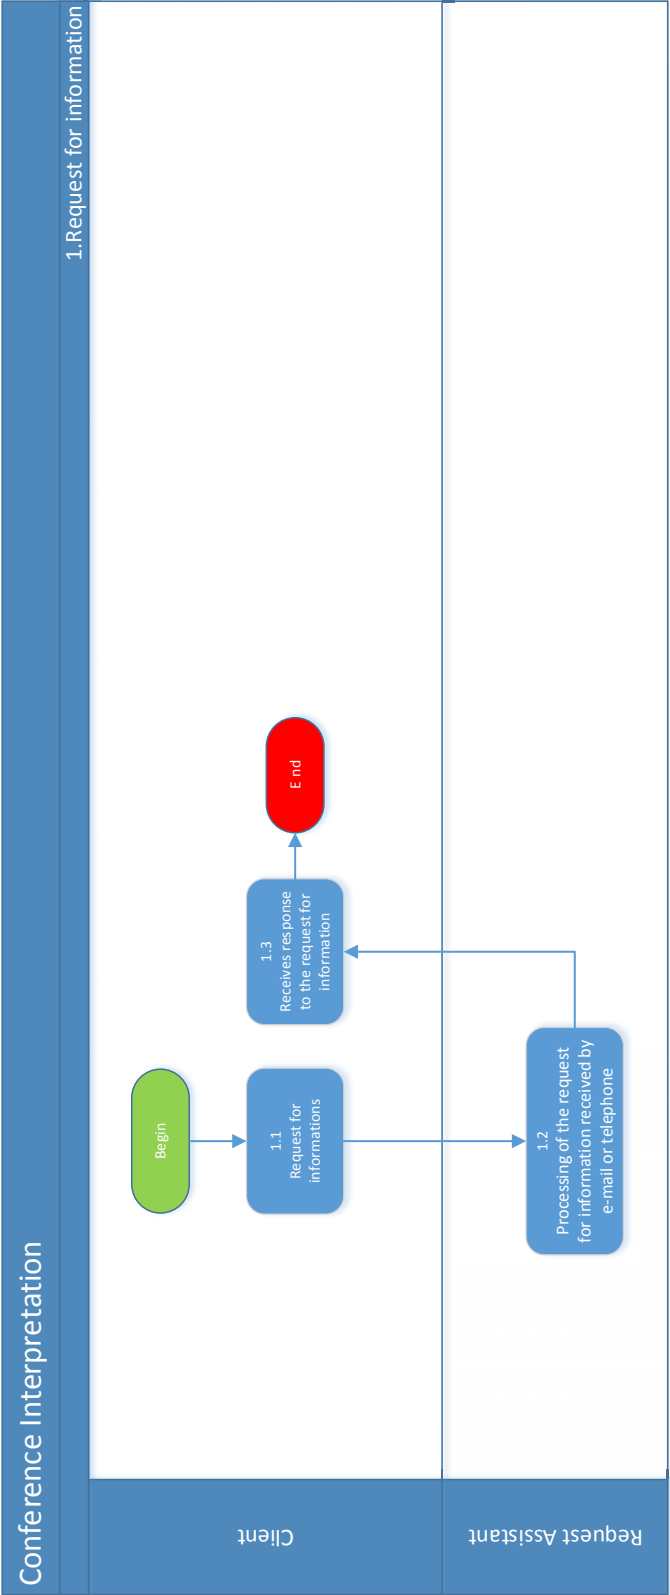 Conference Interpretation
1.Request for information
Client
Begin
1.1
Request for
informations
1.3
Receives response
to the request for
information
E nd
Request Assistant
1.2
Processing of the request
for information received by
e-mail or telephone